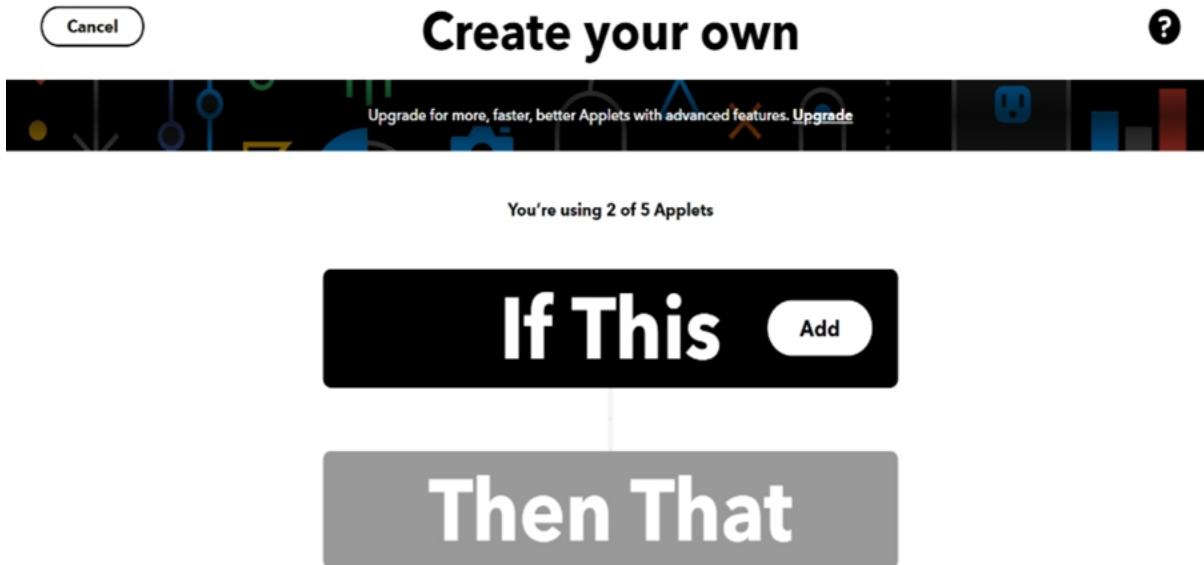 Cancel
Create your own
?
Upgrade for more, faster, better Applets with advanced features. Upgrade
You're using 2 of 5 Applets
If This
Add
Then That